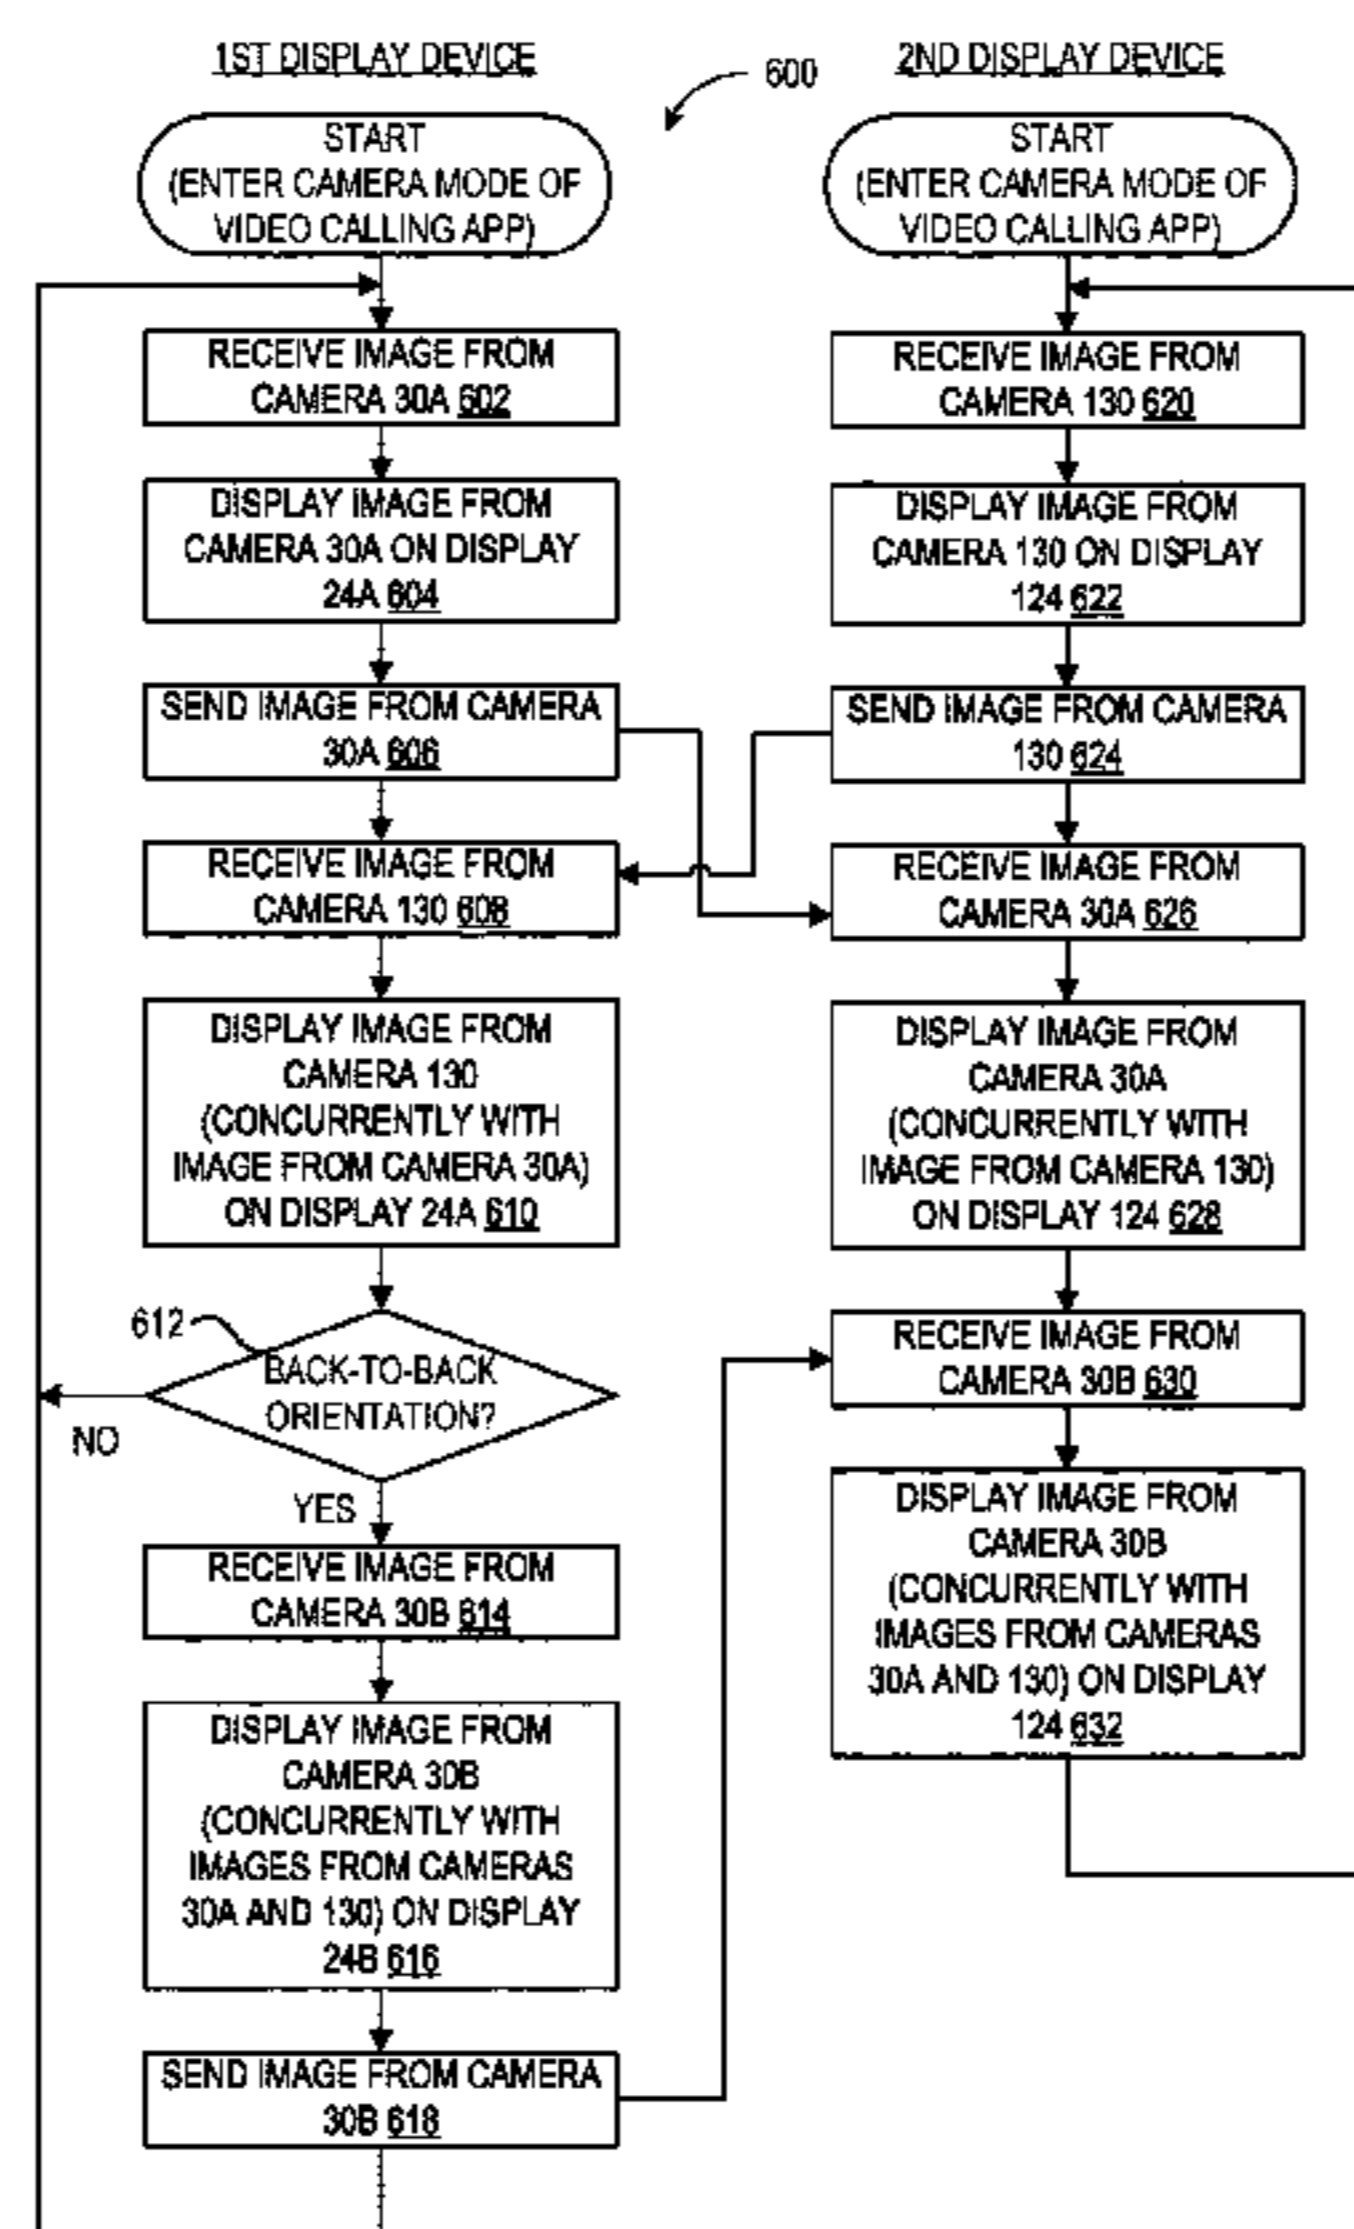 1ST DISPLAY DEVICE
600
2ND DISPLAY DEVICE
START
(ENTER CAMERA MODE OF
VIDEO CALLING APP)
RECEIVE IMAGE FROM
CAMERA 30A 602
DISPLAY IMAGE FROM
CAMERA 30A ON DISPLAY
24A 604
SEND IMAGE FROM CAMERA
30A 606
RECEIVE IMAGE FROM
CAMERA 130 608
DISPLAY IMAGE FROM
CAMERA 130
(CONCURRENTLY WITH
IMAGE FROM CAMERA 30A)
ON DISPLAY 24A 610
612
BACK-TO-BACK
ORIENTATION?
NO
YES
RECEIVE IMAGE FROM
CAMERA 30B 614
DISPLAY IMAGE FROM
CAMERA 30B
(CONCURRENTLY WITH
IMAGES FROM CAMERAS
30A AND 130) ON DISPLAY
24B 616
SEND IMAGE FROM CAMERA
30B 618
START
(ENTER CAMERA MODE OF
VIDEO CALLING APP)
RECEIVE IMAGE FROM
CAMERA 130 620
DISPLAY IMAGE FROM
CAMERA 130 ON DISPLAY
124 622
SEND IMAGE FROM CAMERA
130 624
RECEIVE IMAGE FROM
CAMERA 30A 626
DISPLAY IMAGE FROM
CAMERA 30A
(CONCURRENTLY WITH
IMAGE FROM CAMERA 130)
ON DISPLAY 124 628
RECEIVE IMAGE FROM
CAMERA 30B 630
DISPLAY IMAGE FROM
CAMERA 30B
(CONCURRENTLY WITH
IMAGES FROM CAMERAS
30A AND 130) ON DISPLAY
124 632